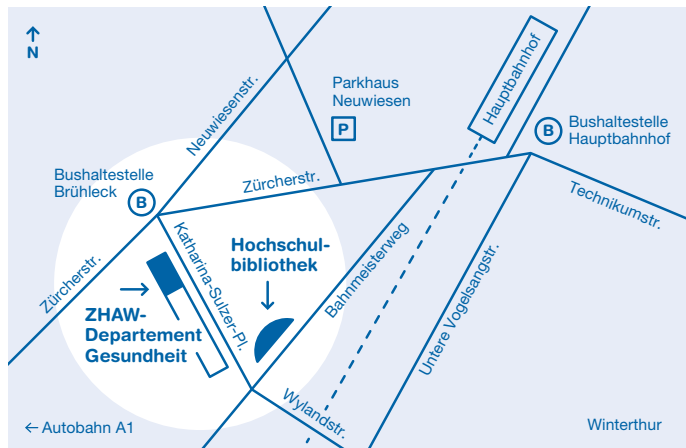 N
Neuwiesenstr.
Parkhaus
Neuwiesen
P
Hauptbahnhof
B
Bushaltestelle
Hauptbahnhof
Bushaltestelle
Brühleck
B
Zürcherstr.
Technikumstr.
Zürcherstr.
Katharina-Sulzer-Pl.
Hochschul-
bibliothek
Bahnmeisterweg
Untere Vogelsangstr.
ZHAW-
Departement
Gesundheit
Wylandstr.
← Autobahn A1
Winterthur